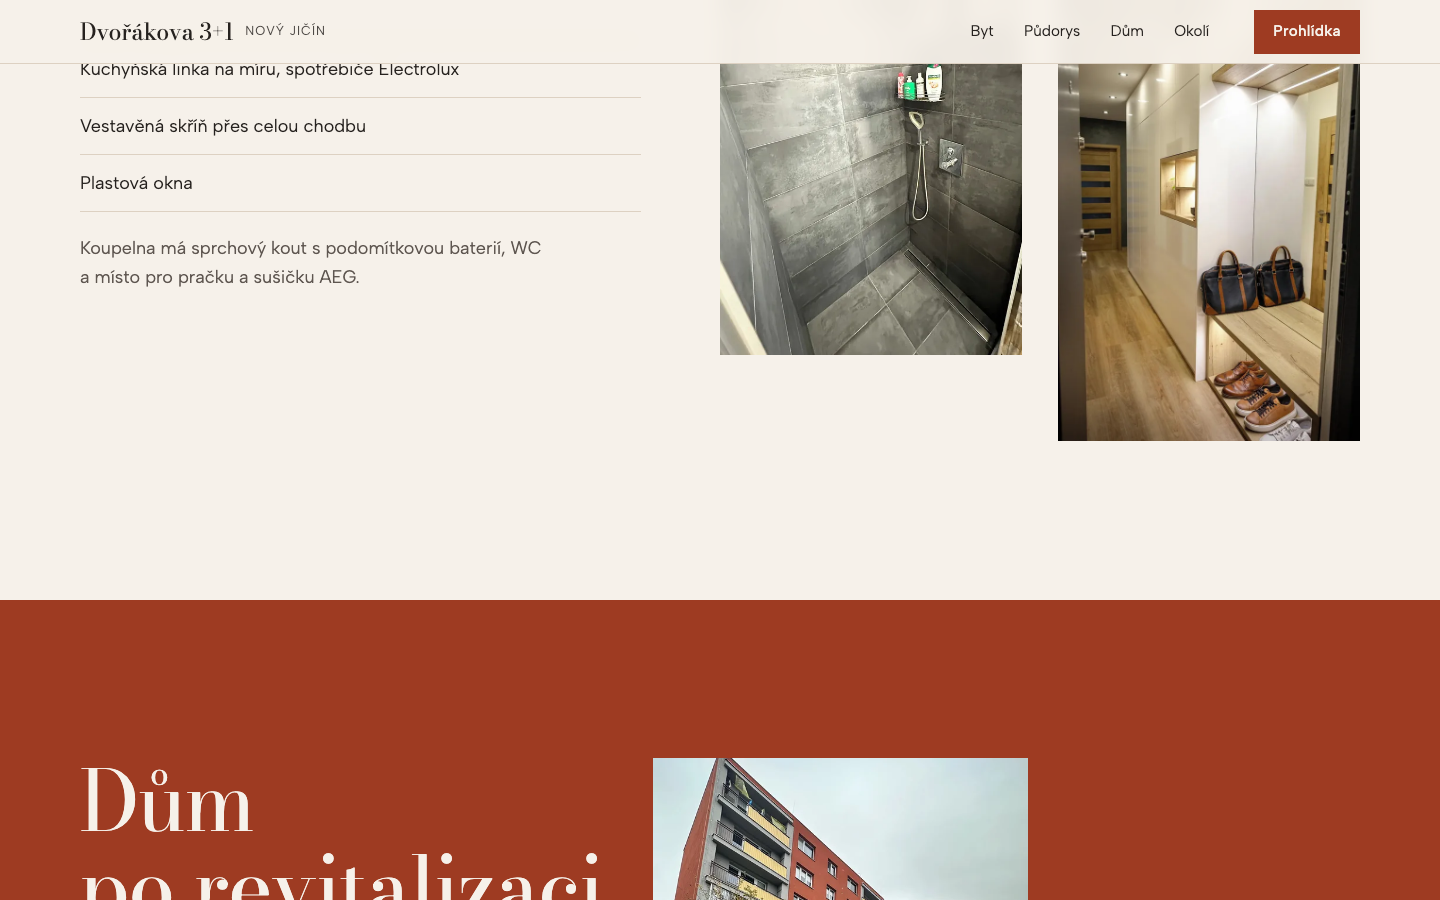 Dvořákova 3+1 NOVÝ JIČÍN
Byt Půdorys Dům Okolí Prohlídka
Kuchyňská linka na míru, spotřebiče Electrolux
Vestavěná skříň přes celou chodbu
Plastová okna
Koupelna má sprchový kout s podomítkovou baterií, WC
a místo pro pračku a sušičku AEG.
Dům
po revitalizaci